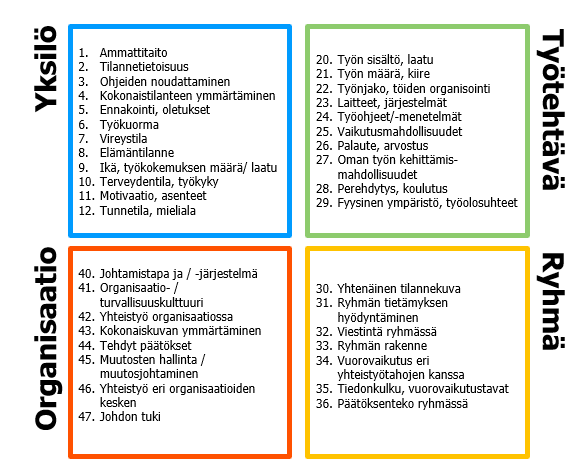 Yksilö
1. Ammattitaito
2. Tilannetietoisuus
3. Ohjeiden noudattaminen
4. Kokonaistilanteen ymmärtäminen
5. Ennakointi, oletukset
6. Työkuorma
7. Vireystila
8. Elämäntilanne
9. Ikä, työkokemuksen määrä/ laatu
10. Terveydentila, työkyky
11. Motivaatio, asenteet
12. Tunnetila, mieliala
Työtehtävä
20. Työn sisältö, laatu
21. Työn määrä, kiire
22. Työnjako, töiden organisointi
23. Laitteet, järjestelmät
24. Työohjeet/-menetelmät
25. Vaikutusmahdollisuudet
26. Palaute, arvostus
27. Oman työn kehittämis-
mahdollisuudet
28. Perehdytys, koulutus
29. Fyysinen ympäristö, työolosuhteet
Organisaatio
40. Johtamistapa ja / -järjestelmä
41. Organisaatio- /
turvallisuuskulttuuri
42. Yhteistyö organisaatiossa
43. Kokonaiskuvan ymmärtäminen
44. Tehdyt päätökset
45. Muutosten hallinta /
muutosjohtaminen
46. Yhteistyö eri organisaatioiden
kesken
47. Johdon tuki
Ryhmä
30. Yhtenäinen tilannekuva
31. Ryhmän tietämyksen
hyödyntäminen
32. Viestintä ryhmässä
33. Ryhmän rakenne
34. Vuorovaikutus eri
yhteistyötahojen kanssa
35. Tiedonkulku, vuorovaikutustavat
36. Päätöksenteko ryhmässä